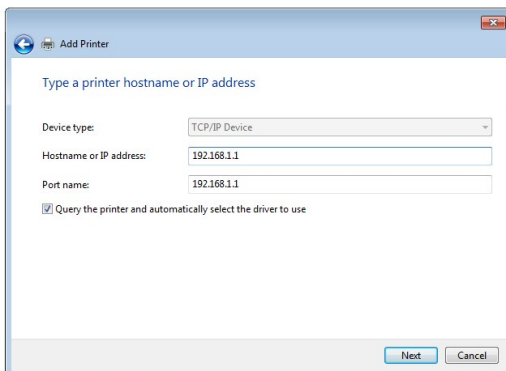 Add Printer
Type a printer hostname or IP address
Device type: TCP/IP Device
Hostname or IP address: 192.168.1.1
Port name: 192.168.1.1
Query the printer and automatically select the driver to use
Next Cancel